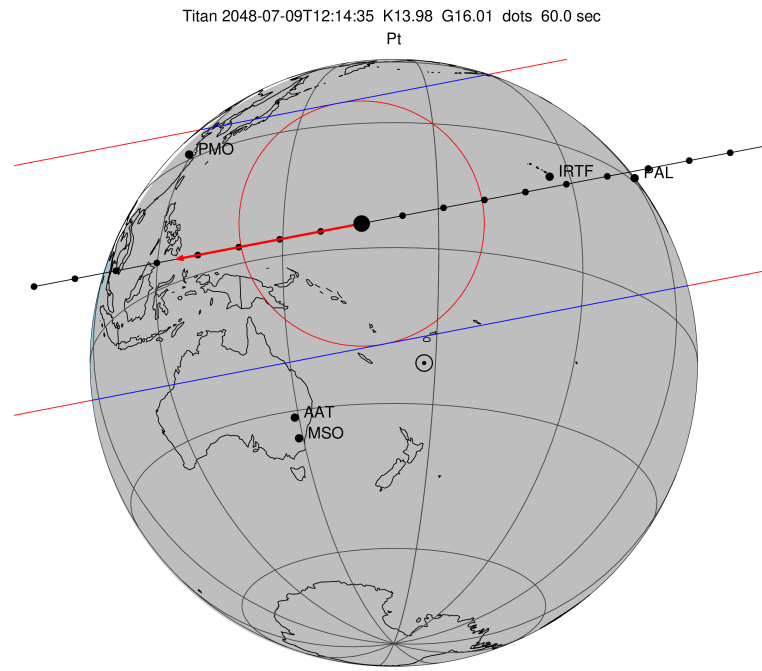 Titan 2048-07-09T12:14:35 K13.98 G16.01 dots 60.0 sec
Pt
PMO
IRTF
PAL
AAT
MSO